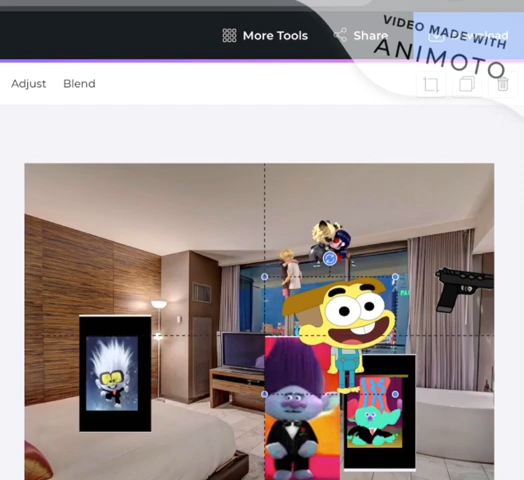 More Tools
Share
VIDEO MADE WITH
ANIMOTO
Adjust
Blend